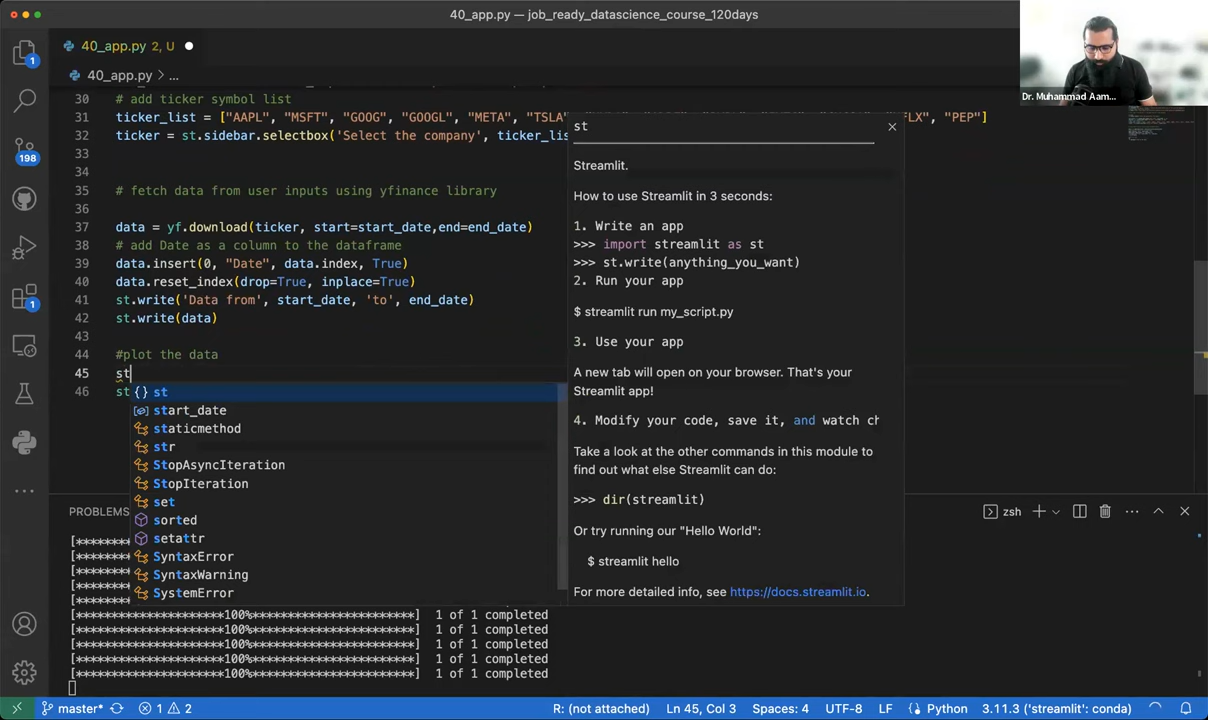 40_app.py — job_ready_datascience_course_120days
40_app.py 2, U
40_app.py > ...
Dr. Muhammad Aam...
30 # add ticker symbol list
31 ticker_list = ["AAPL", "MSFT", "GOOG", "GOOGL", "META", "TSLA" FLX", "PEP"]
32 ticker = st.sidebar.selectbox('Select the company', ticker_lis
33
34
35 # fetch data from user inputs using yfinance library
36
37 data = yf.download(ticker, start=start_date,end=end_date)
38 # add Date as a column to the dataframe
39 data.insert(0, "Date", data.index, True)
40 data.reset_index(drop=True, inplace=True)
41 st.write('Data from', start_date, 'to', end_date)
42 st.write(data)
43
44 #plot the data
45 st
46 st
st
start_date
staticmethod
str
StopAsyncIteration
StopIteration
set
sorted
setattr
SyntaxError
SyntaxWarning
SystemError
st
Streamlit.
How to use Streamlit in 3 seconds:
1. Write an app
>>> import streamlit as st
>>> st.write(anything_you_want)
2. Run your app
$ streamlit run my_script.py
3. Use your app
A new tab will open on your browser. That's your
Streamlit app!
4. Modify your code, save it, and watch ch
Take a look at the other commands in this module to
find out what else Streamlit can do:
>>> dir(streamlit)
Or try running our "Hello World":
$ streamlit hello
For more detailed info, see https://docs.streamlit.io.
1
198
1
PROBLEMS
zsh
[*********************100%***********************] 1 of 1 completed
[*********************100%***********************] 1 of 1 completed
[*********************100%***********************] 1 of 1 completed
[*********************100%***********************] 1 of 1 completed
master* 1 2 R: (not attached) Ln 45, Col 3 Spaces: 4 UTF-8 LF Python 3.11.3 ('streamlit': conda)